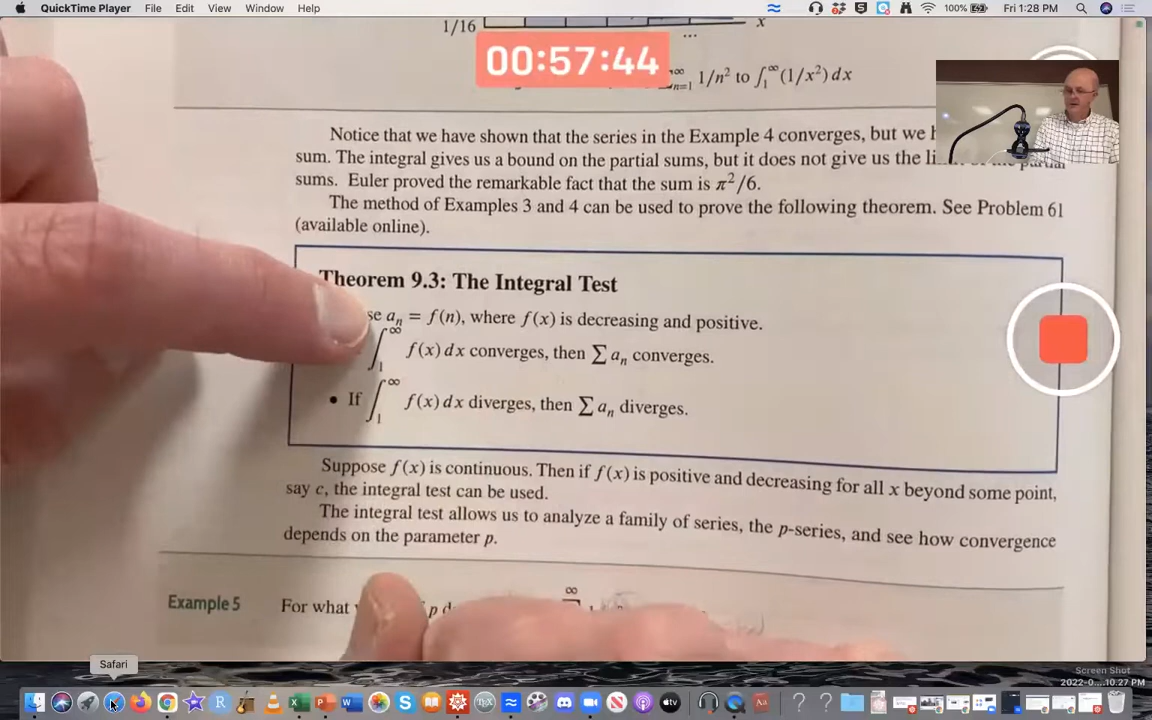 QuickTime Player File Edit View Window Help 100% Fri 1:28 PM
1/16 ... x
00:57:44
1/n² to ∫₁^∞ (1/x²) dx
Notice that we have shown that the series in the Example 4 converges, but we
sum. The integral gives us a bound on the partial sums, but it does not give us the
sums. Euler proved the remarkable fact that the sum is π²/6.
The method of Examples 3 and 4 can be used to prove the following theorem. See Problem 61
(available online).
Theorem 9.3: The Integral Test
aₙ = f(n), where f(x) is decreasing and positive.
∫₁^∞ f(x) dx converges, then ∑ aₙ converges.
• If ∫₁^∞ f(x) dx diverges, then ∑ aₙ diverges.
Suppose f(x) is continuous. Then if f(x) is positive and decreasing for all x beyond some point,
say c, the integral test can be used.
The integral test allows us to analyze a family of series, the p-series, and see how convergence
depends on the parameter p.
Example 5 For what
Safari
Screen Shot
2022-0....10.27 PM